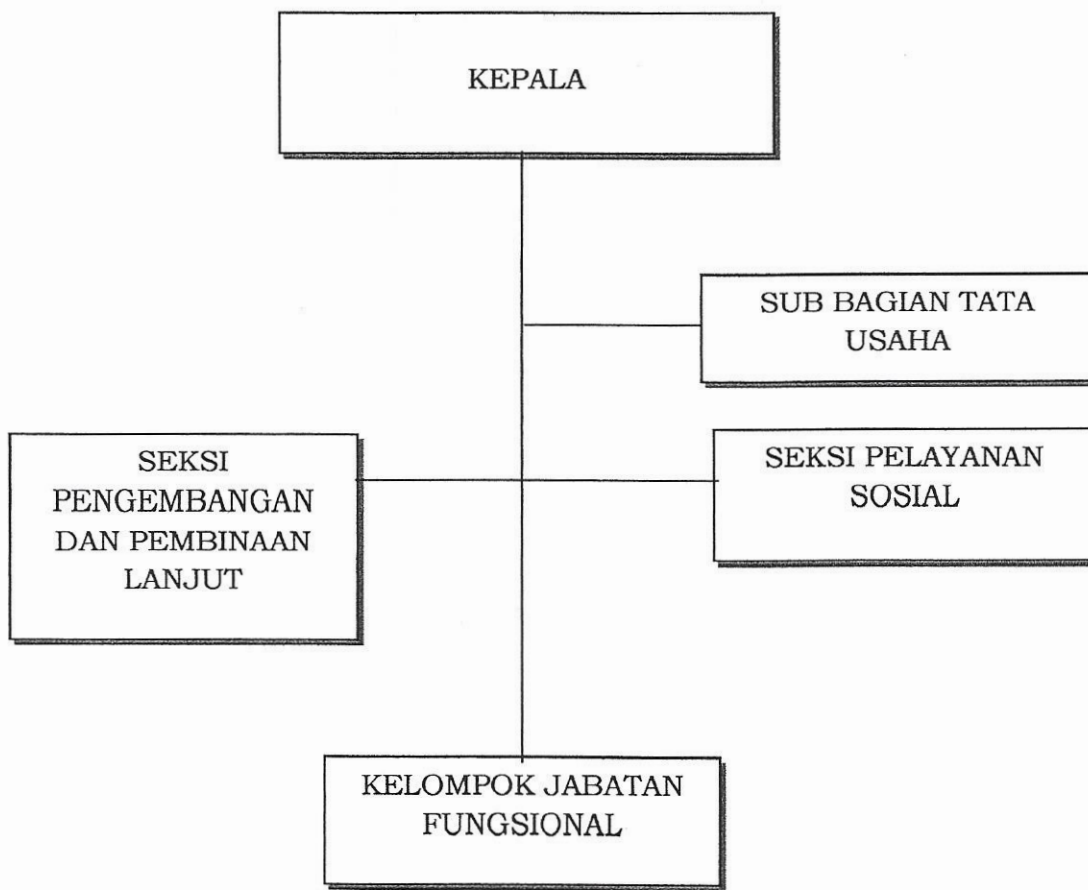 KEPALA
SUB BAGIAN TATA
USAHA
SEKSI
PENGEMBANGAN
DAN PEMBINAAN
LANJUT
SEKSI PELAYANAN
SOSIAL
KELOMPOK JABATAN
FUNGSIONAL